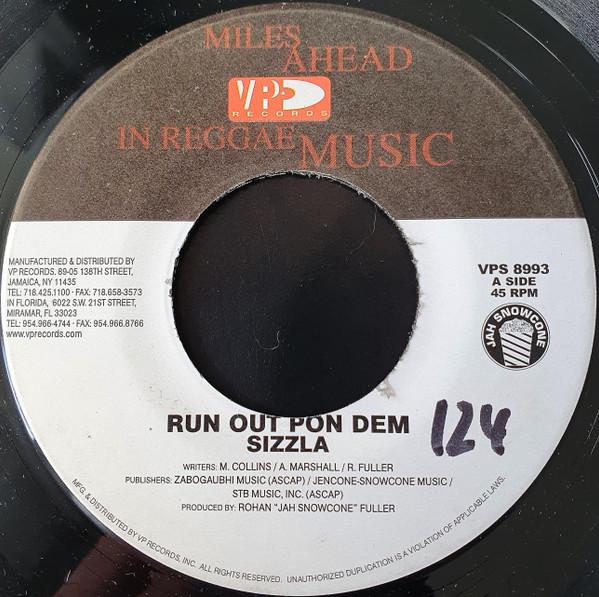 MILES
AHEAD
VP
RECORDS
IN REGGAE
MUSIC
MANUFACTURED & DISTRIBUTED BY
VP RECORDS. 89-05 138TH STREET,
JAMAICA, NY 11435
TEL: 718.425.1100 · FAX: 718.658-3573
IN FLORIDA, '6022 S.W. 21ST STREET,
MIRAMAR, FL 33023
TEL: 954.966-4744 · FAX: 954.966.8766
www.vprecords.com
VPS 8993
A SIDE
45 RPM
JAH SNOWCONE
RUN OUT PON DEM
SIZZLA
124
WRITERS: M. COLLINS / A. MARSHALL / R. FULLER
PUBLISHERS: ZABOGAUBHI MUSIC (ASCAP) / JENCONE-SNOWCONE MUSIC /
STB MUSIC, INC. (ASCAP)
PRODUCED BY: ROHAN "JAH SNOWCONE" FULLER
MFG. & DISTRIBUTED BY VP RECORDS, INC. ALL RIGHTS RESERVED. UNAUTHORIZED DUPLICATION IS A VIOLATION OF APPLICABLE LAWS.